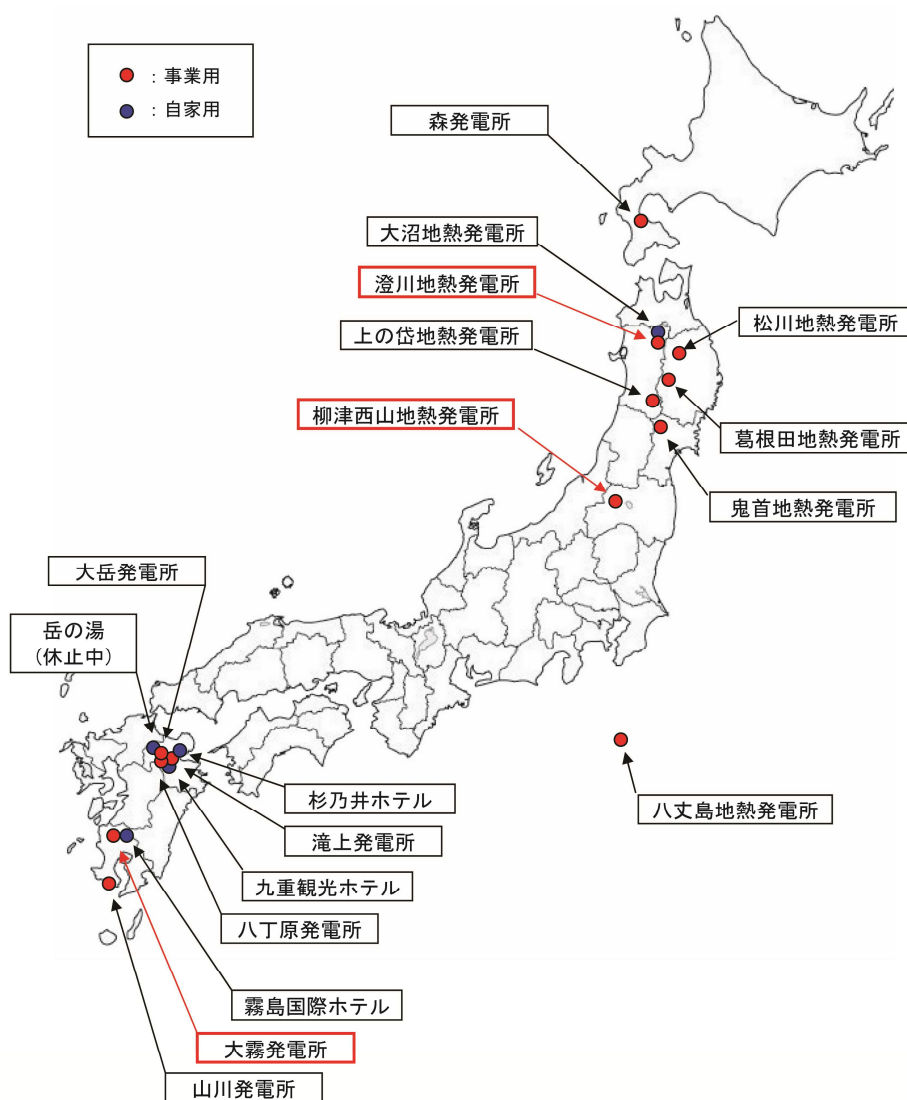 ：事業用
：自家用
森発電所
大沼地熱発電所
澄川地熱発電所
上の岱地熱発電所
松川地熱発電所
柳津西山地熱発電所
葛根田地熱発電所
鬼首地熱発電所
大岳発電所
岳の湯
(休止中)
八丈島地熱発電所
杉乃井ホテル
滝上発電所
九重観光ホテル
八丁原発電所
霧島国際ホテル
大霧発電所
山川発電所